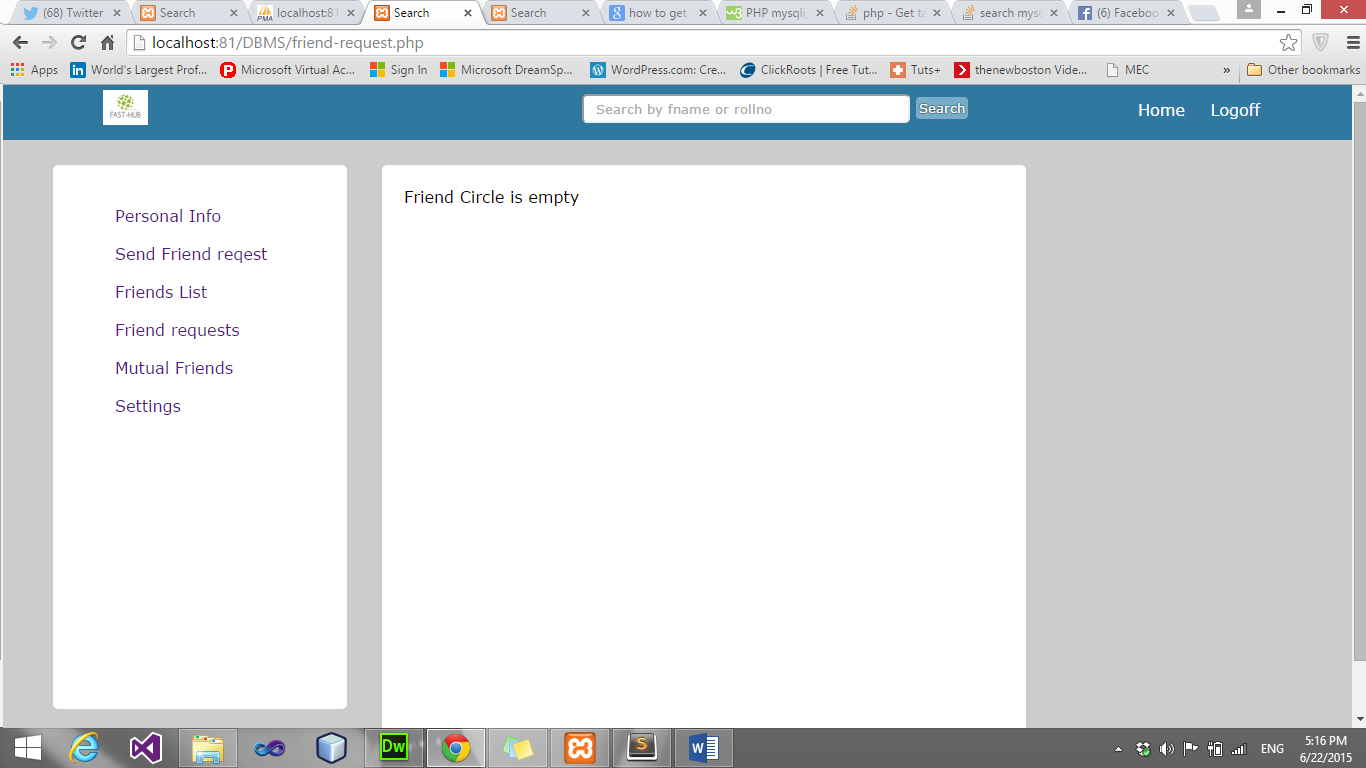 (68) Twitter Search localhost:81 Search Search how to get PHP mysqli_ php - Get ta search myso (6) Faceboo
localhost:81/DBMS/friend-request.php
Apps World's Largest Prof... Microsoft Virtual Ac... Sign In Microsoft DreamSp... WordPress.com: Cre... ClickRoots | Free Tut... Tuts+ thenewboston Vide... MEC » Other bookmarks
FAST-HUB Search by fname or rollno Search Home Logoff
Friend Circle is empty
Personal Info
Send Friend reqest
Friends List
Friend requests
Mutual Friends
Settings
Dw W ENG 5:16 PM
6/22/2015